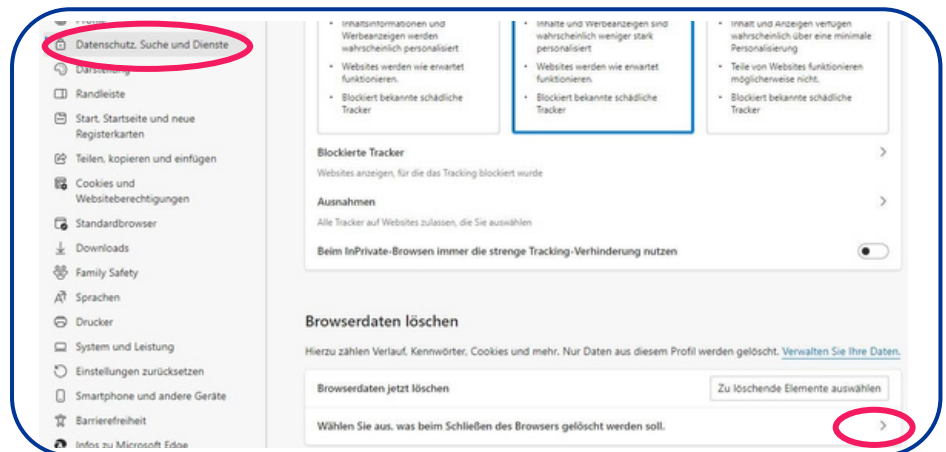 Profile
Datenschutz, Suche und Dienste
Darstellung
Randleiste
Start, Startseite und neue
Registerkarten
Teilen, kopieren und einfügen
Cookies und
Websiteberechtigungen
Standardbrowser
Downloads
Family Safety
Sprachen
Drucker
System und Leistung
Einstellungen zurücksetzen
Smartphone und andere Geräte
Barrierefreiheit
Infos zu Microsoft Edge
Inhaltsinformationen und
Werbeanzeigen werden
wahrscheinlich personalisiert
Websites werden wie erwartet
funktionieren.
Blockiert bekannte schädliche
Tracker
Inhalte und Werbeanzeigen sind
wahrscheinlich weniger stark
personalisiert
Websites werden wie erwartet
funktionieren.
Blockiert bekannte schädliche
Tracker
Inhalt und Anzeigen verfügen
wahrscheinlich über eine minimale
Personalisierung
Teile von Websites funktionieren
möglicherweise nicht.
Blockiert bekannte schädliche
Tracker
Blockierte Tracker
Websites anzeigen, für die das Tracking blockiert wurde
Ausnahmen
Alle Tracker auf Websites zulassen, die Sie auswählen
Beim InPrivate-Browsen immer die strenge Tracking-Verhinderung nutzen
Browserdaten löschen
Hierzu zählen Verlauf, Kennwörter, Cookies und mehr. Nur Daten aus diesem Profil werden gelöscht. Verwalten Sie Ihre Daten.
Browserdaten jetzt löschen
Zu löschende Elemente auswählen
Wählen Sie aus, was beim Schließen des Browsers gelöscht werden soll.